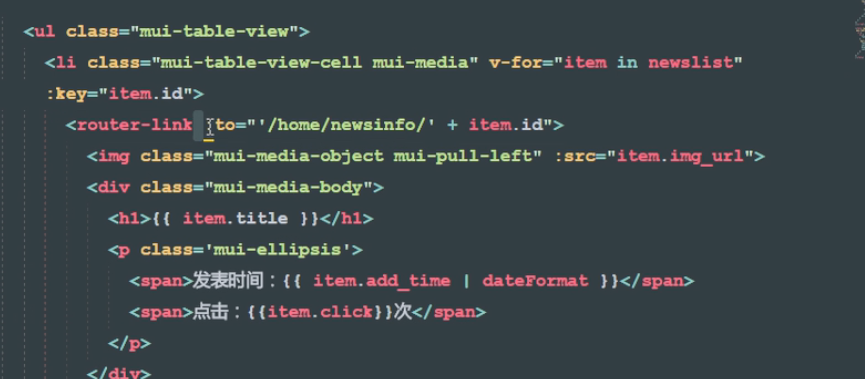 <ul class="mui-table-view">
<li class="mui-table-view-cell mui-media" v-for="item in newslist"
:key="item.id">
<router-link :to="'/home/newsinfo/' + item.id">
<img class="mui-media-object mui-pull-left" :src="item.img_url">
<div class="mui-media-body">
<h1>{{ item.title }}</h1>
<p class='mui-ellipsis'>
<span>发表时间：{{ item.add_time | dateFormat }}</span>
<span>点击：{{item.click}}次</span>
</p>
</div>